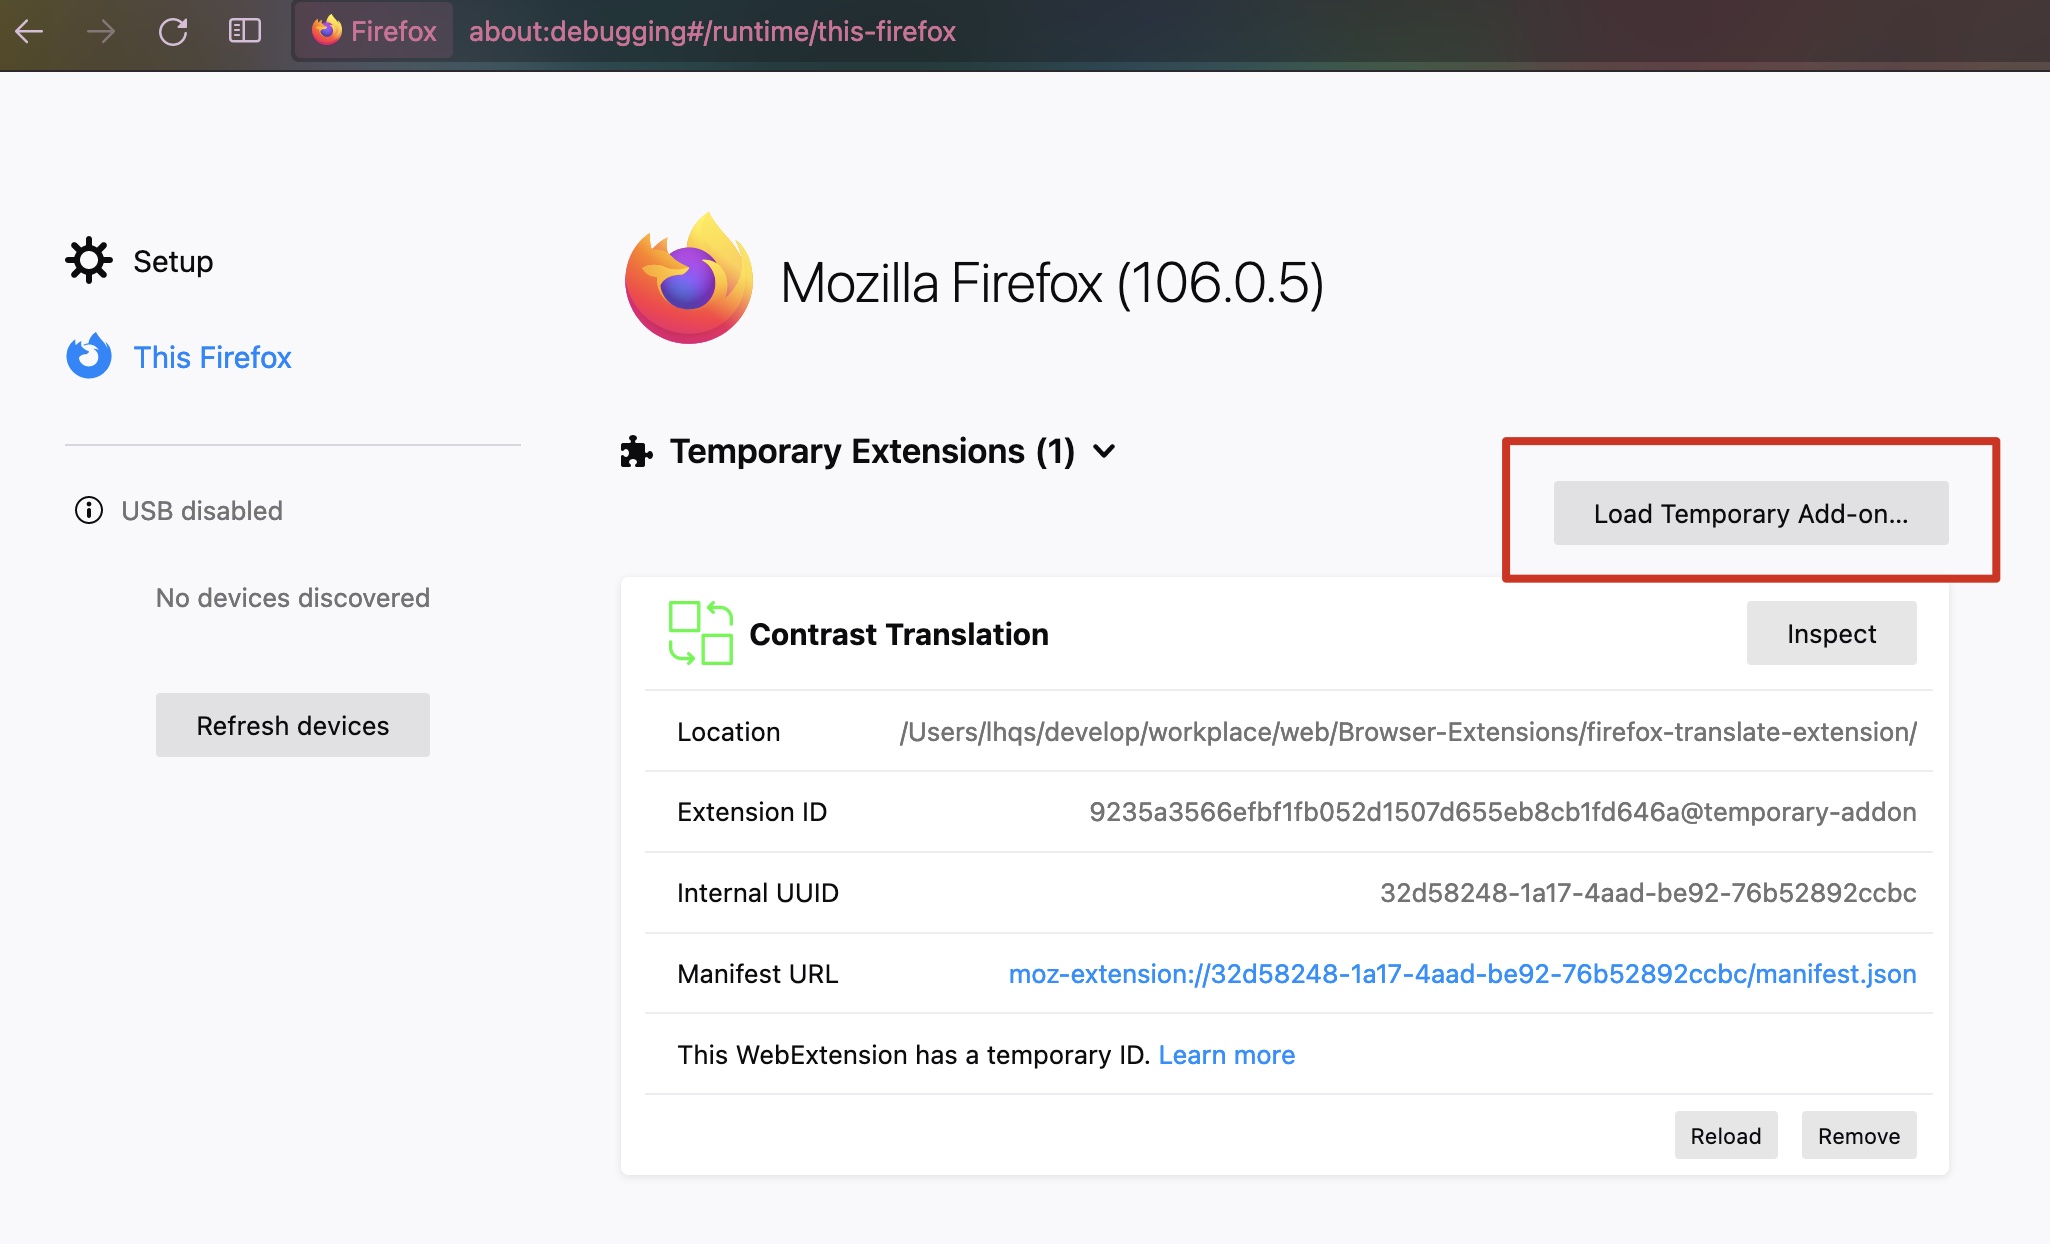 Firefox about:debugging#/runtime/this-firefox
Setup
This Firefox
USB disabled
No devices discovered
Refresh devices
Mozilla Firefox (106.0.5)
Temporary Extensions (1)
Load Temporary Add-on...
Contrast Translation
Inspect
Location /Users/lhqs/develop/workplace/web/Browser-Extensions/firefox-translate-extension/
Extension ID 9235a3566efbf1fb052d1507d655eb8cb1fd646a@temporary-addon
Internal UUID 32d58248-1a17-4aad-be92-76b52892ccbc
Manifest URL moz-extension://32d58248-1a17-4aad-be92-76b52892ccbc/manifest.json
This WebExtension has a temporary ID. Learn more
Reload Remove